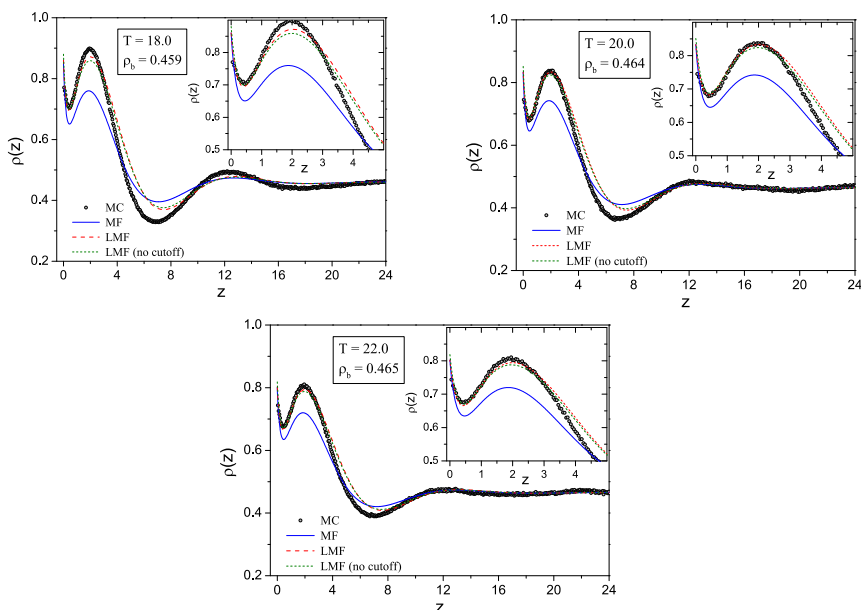 T = 18.0
ρb = 0.459
ρ(z)
z
0.2
0.4
0.6
0.8
1.0
0
4
8
12
16
20
24
MC
MF
LMF
LMF (no cutoff)
ρ(z)
z
0.5
0.6
0.7
0.8
0.9
0
1
2
3
4
T = 20.0
ρb = 0.464
ρ(z)
z
0.2
0.4
0.6
0.8
1.0
0
4
8
12
16
20
24
MC
MF
LMF
LMF (no cutoff)
ρ(z)
z
0.5
0.6
0.7
0.8
0.9
0
1
2
3
4
T = 22.0
ρb = 0.465
ρ(z)
z
0.2
0.4
0.6
0.8
1.0
0
4
8
12
16
20
24
MC
MF
LMF
LMF (no cutoff)
ρ(z)
z
0.5
0.6
0.7
0.8
0.9
0
1
2
3
4